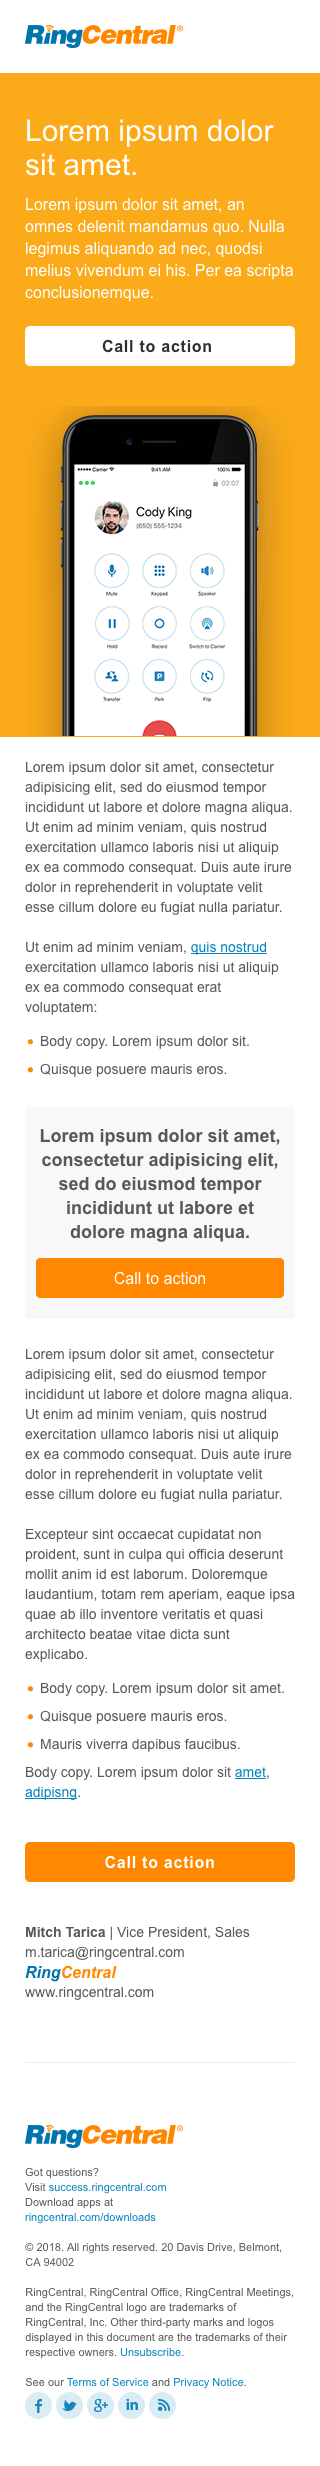 RingCentral®
Lorem ipsum dolor
sit amet.
Lorem ipsum dolor sit amet, an
omnes delenit mandamus quo. Nulla
legimus aliquando ad nec, quodsi
melius vivendum ei his. Per ea scripta
conclusionemque.
Call to action
Carrier 9:41 AM 100%
02:07
Cody King
(650) 555-1234
Mute Keypad Speaker
Hold Record Switch to Carrier
Transfer Park Flip
Lorem ipsum dolor sit amet, consectetur
adipisicing elit, sed do eiusmod tempor
incididunt ut labore et dolore magna aliqua.
Ut enim ad minim veniam, quis nostrud
exercitation ullamco laboris nisi ut aliquip
ex ea commodo consequat. Duis aute irure
dolor in reprehenderit in voluptate velit
esse cillum dolore eu fugiat nulla pariatur.
Ut enim ad minim veniam, quis nostrud
exercitation ullamco laboris nisi ut aliquip
ex ea commodo consequat erat
voluptatem:
• Body copy. Lorem ipsum dolor sit.
• Quisque posuere mauris eros.
Lorem ipsum dolor sit amet,
consectetur adipisicing elit,
sed do eiusmod tempor
incididunt ut labore et
dolore magna aliqua.
Call to action
Lorem ipsum dolor sit amet, consectetur
adipisicing elit, sed do eiusmod tempor
incididunt ut labore et dolore magna aliqua.
Ut enim ad minim veniam, quis nostrud
exercitation ullamco laboris nisi ut aliquip
ex ea commodo consequat. Duis aute irure
dolor in reprehenderit in voluptate velit
esse cillum dolore eu fugiat nulla pariatur.
Excepteur sint occaecat cupidatat non
proident, sunt in culpa qui officia deserunt
mollit anim id est laborum. Doloremque
laudantium, totam rem aperiam, eaque ipsa
quae ab illo inventore veritatis et quasi
architecto beatae vitae dicta sunt
explicabo.
• Body copy. Lorem ipsum dolor sit amet.
• Quisque posuere mauris eros.
• Mauris viverra dapibus faucibus.
Body copy. Lorem ipsum dolor sit amet,
adipisng.
Call to action
Mitch Tarica | Vice President, Sales
m.tarica@ringcentral.com
RingCentral
www.ringcentral.com
RingCentral®
Got questions?
Visit success.ringcentral.com
Download apps at
ringcentral.com/downloads
© 2018. All rights reserved. 20 Davis Drive, Belmont,
CA 94002
RingCentral, RingCentral Office, RingCentral Meetings,
and the RingCentral logo are trademarks of
RingCentral, Inc. Other third-party marks and logos
displayed in this document are the trademarks of their
respective owners. Unsubscribe.
See our Terms of Service and Privacy Notice.